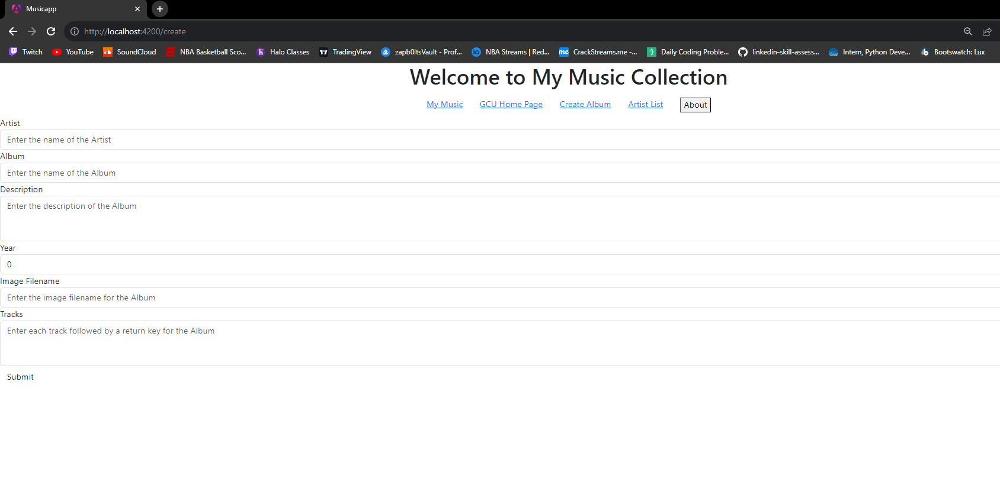 Musicapp
http://localhost:4200/create
Twitch YouTube SoundCloud NBA Basketball Sco... Halo Classes TradingView zapb0ltsVault - Prof... NBA Streams | Red... CrackStreams.me -... Daily Coding Proble... linkedin-skill-assess... Intern, Python Deve... Bootswatch: Lux
Welcome to My Music Collection
My Music GCU Home Page Create Album Artist List About
Artist
Enter the name of the Artist
Album
Enter the name of the Album
Description
Enter the description of the Album
Year
0
Image Filename
Enter the image filename for the Album
Tracks
Enter each track followed by a return key for the Album
Submit